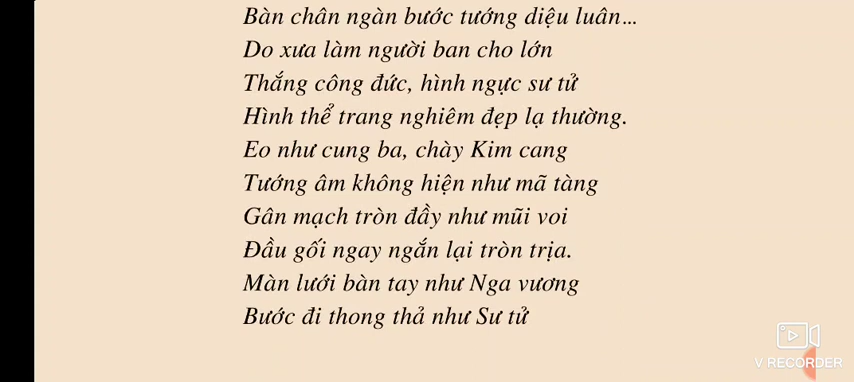 Bàn chân ngàn bước tướng diệu luân...
Do xưa làm người ban cho lớn
Thắng công đức, hình ngực sư tử
Hình thể trang nghiêm đẹp lạ thường.
Eo như cung ba, chày Kim cang
Tướng âm không hiện như mã tàng
Gân mạch tròn đầy như mũi voi
Đầu gối ngay ngắn lại tròn trịa.
Màn lưới bàn tay như Nga vương
Bước đi thong thả như Sư tử
V RECORDER